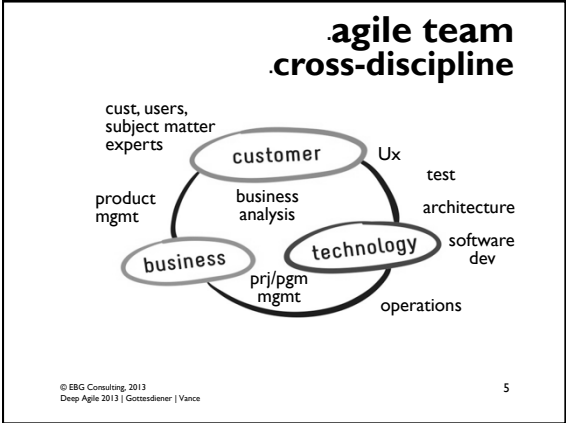 .agile team
.cross-discipline
cust, users,
subject matter
experts
customer
Ux
test
product
mgmt
business
analysis
architecture
technology
software
dev
business
prj/pgm
mgmt
operations
© EBG Consulting, 2013
Deep Agile 2013 | Gottesdiener | Vance
5